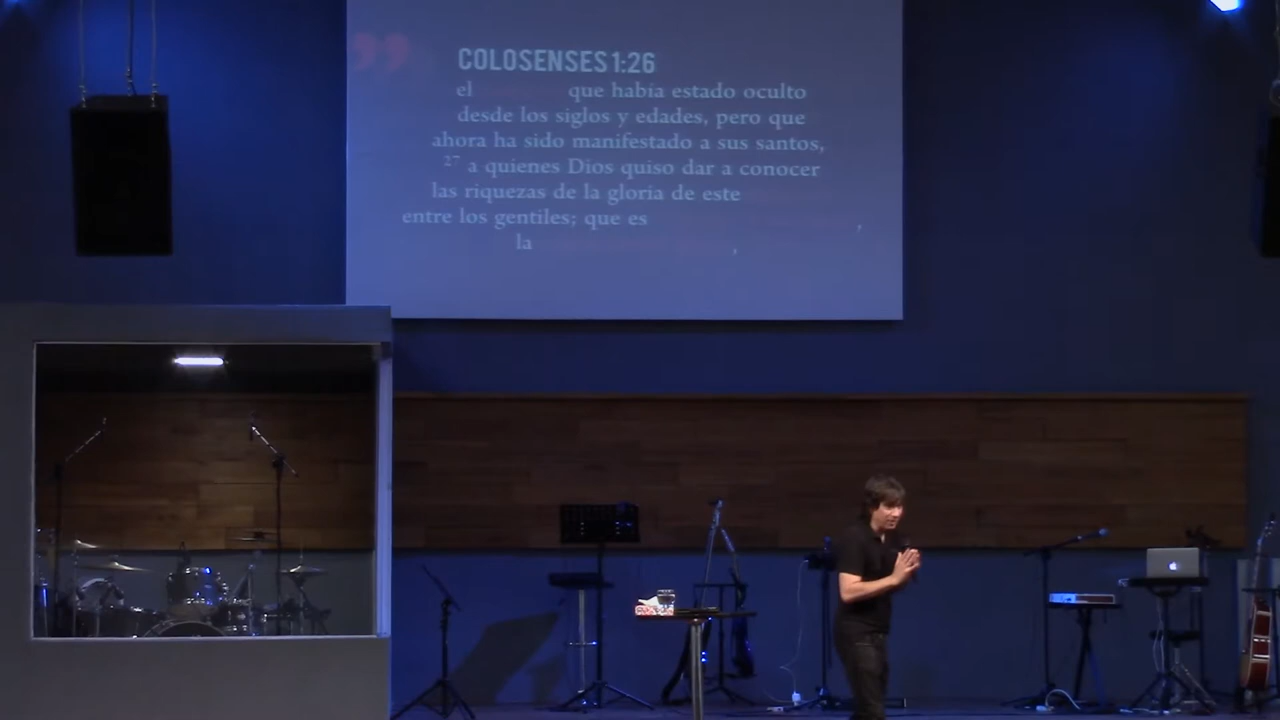 COLOSENSES 1:26
el que había estado oculto
desde los siglos y edades, pero que
ahora ha sido manifestado a sus santos,
27 a quienes Dios quiso dar a conocer
las riquezas de la gloria de este
entre los gentiles; que es
,
la ,